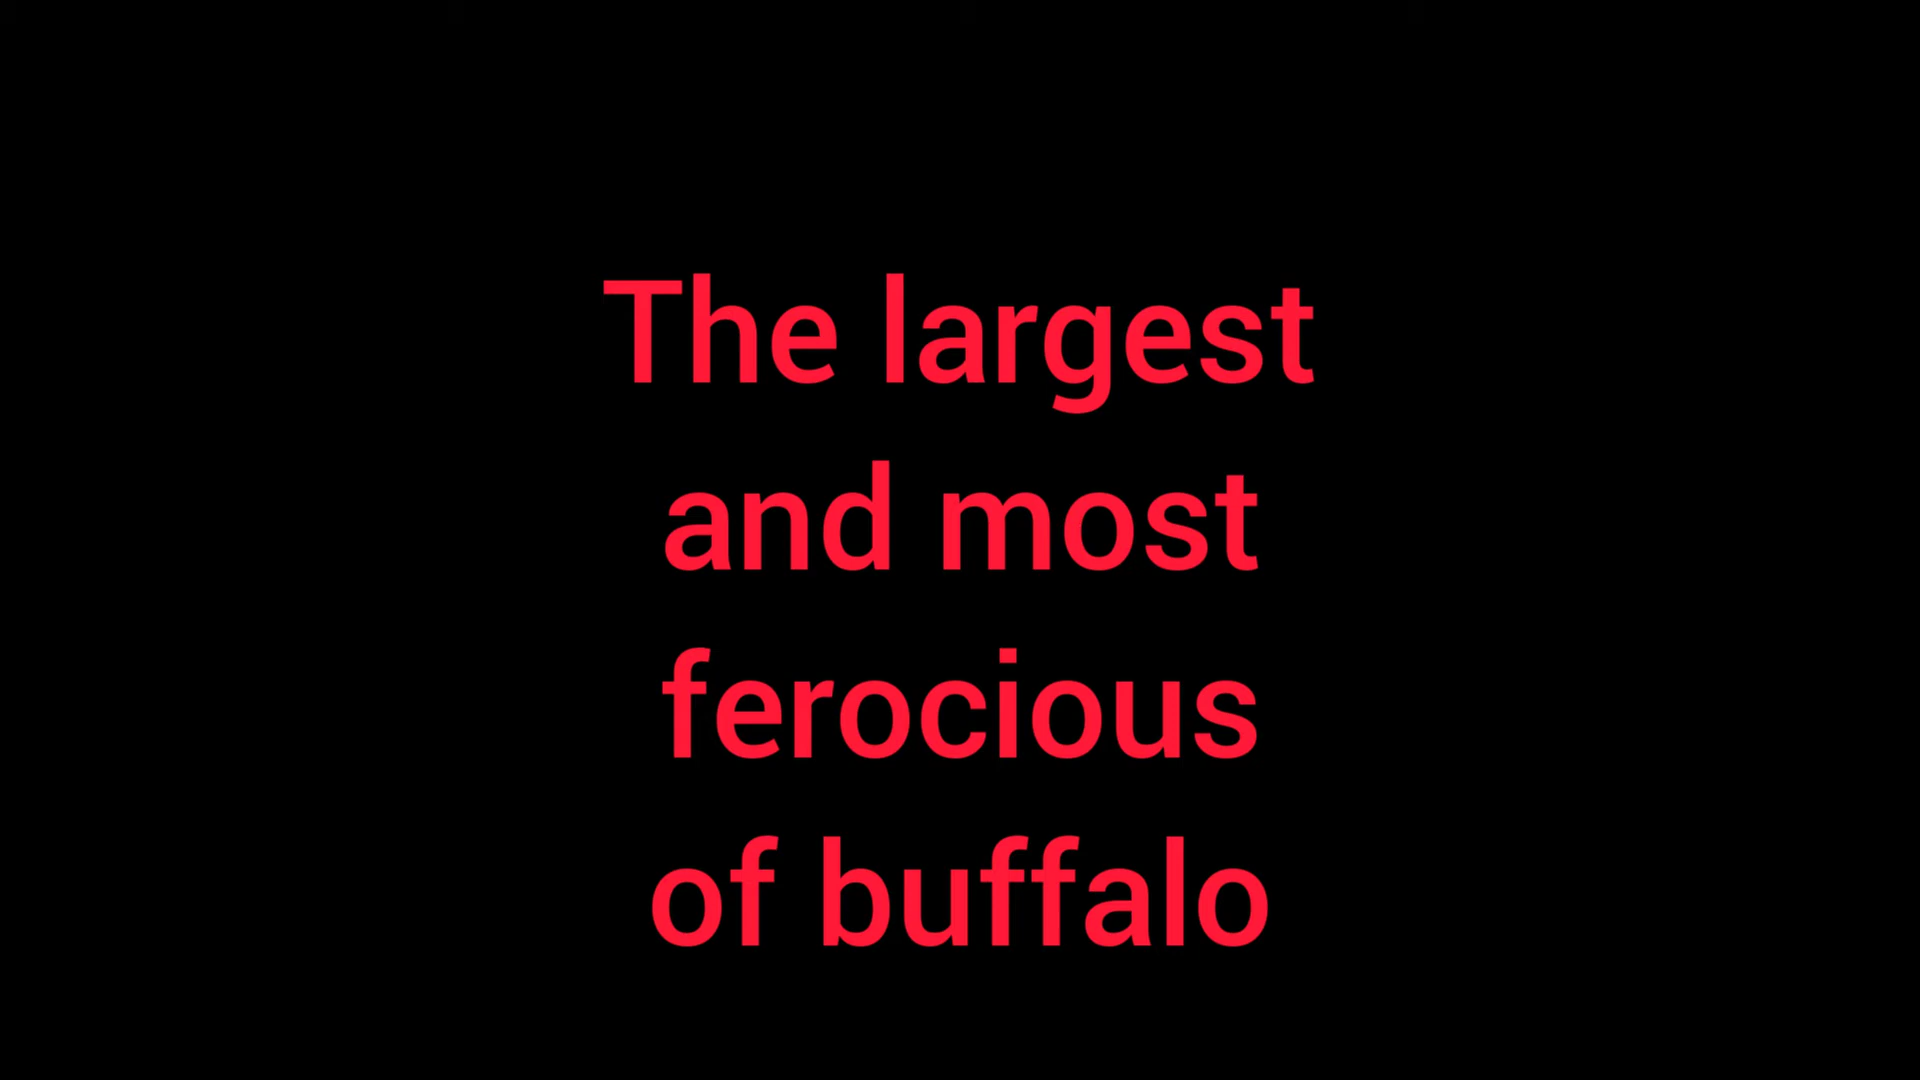 The largest
and most
ferocious
of buffalo